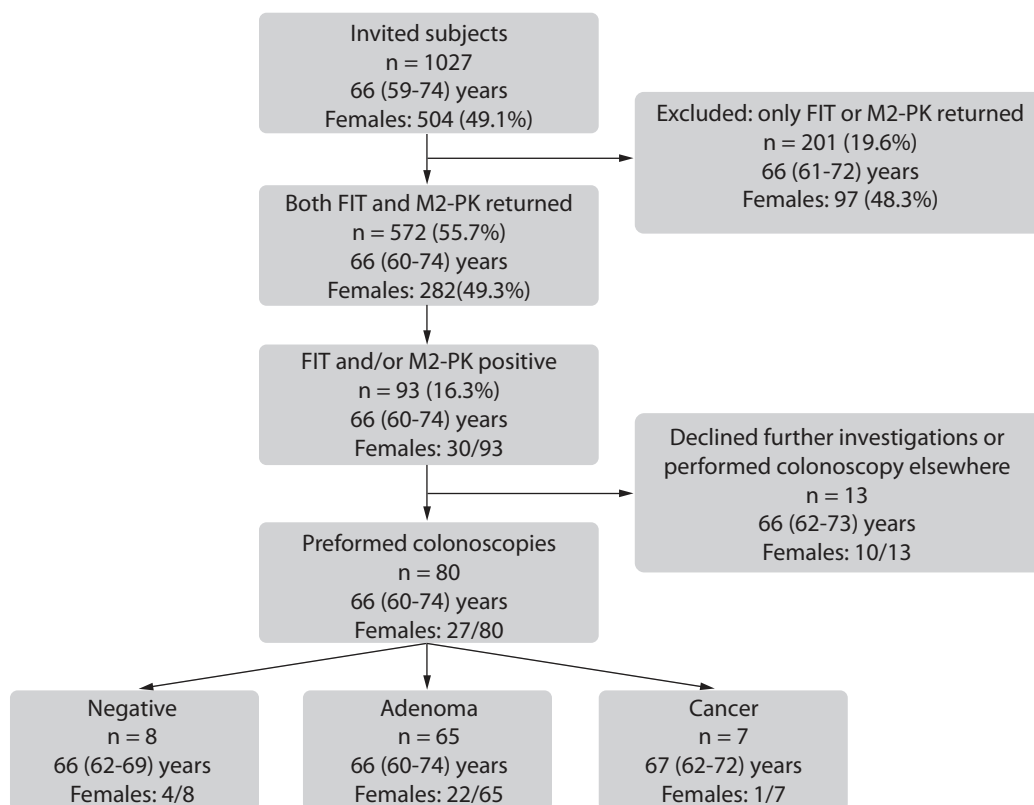 Invited subjects
n = 1027
66 (59-74) years
Females: 504 (49.1%)
Excluded: only FIT or M2-PK returned
n = 201 (19.6%)
66 (61-72) years
Females: 97 (48.3%)
Both FIT and M2-PK returned
n = 572 (55.7%)
66 (60-74) years
Females: 282(49.3%)
FIT and/or M2-PK positive
n = 93 (16.3%)
66 (60-74) years
Females: 30/93
Declined further investigations or
performed colonoscopy elsewhere
n = 13
66 (62-73) years
Females: 10/13
Preformed colonoscopies
n = 80
66 (60-74) years
Females: 27/80
Negative
n = 8
66 (62-69) years
Females: 4/8
Adenoma
n = 65
66 (60-74) years
Females: 22/65
Cancer
n = 7
67 (62-72) years
Females: 1/7